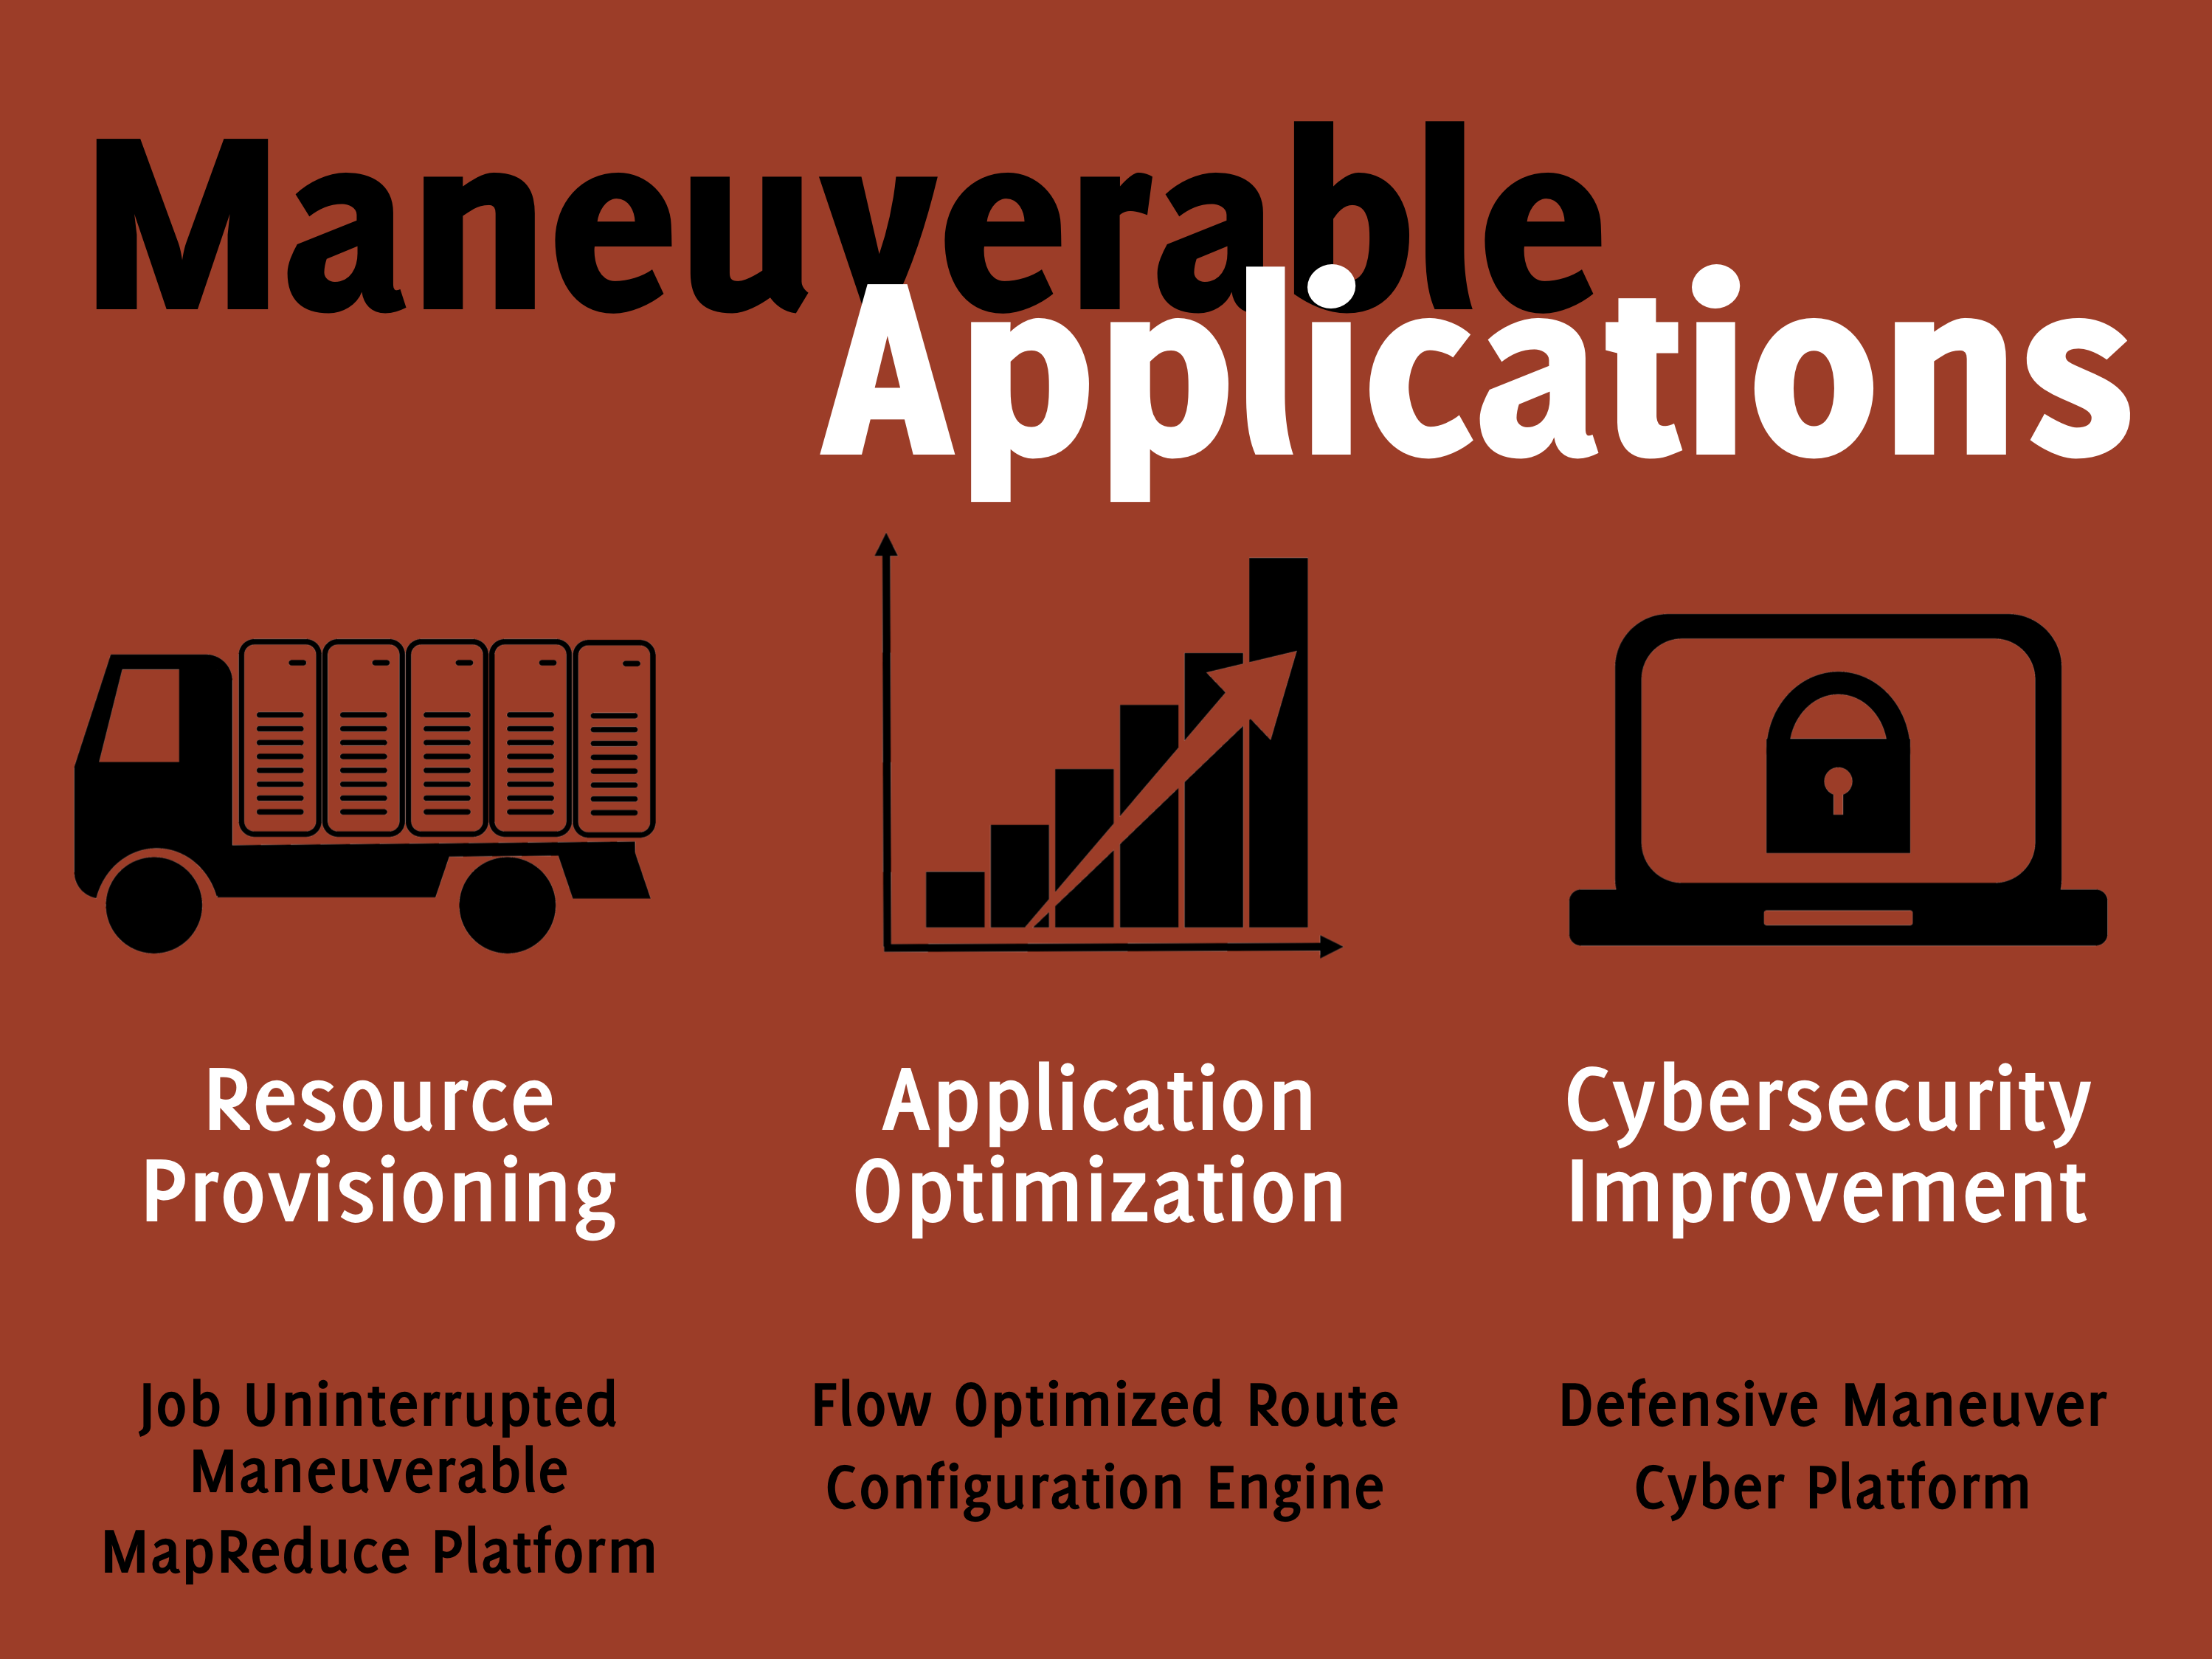 Maneuverable
Applications
Resource
Provisioning
Application
Optimization
Cybersecurity
Improvement
Job Uninterrupted
Maneuverable
MapReduce Platform
Flow Optimized Route
Configuration Engine
Defensive Maneuver
Cyber Platform